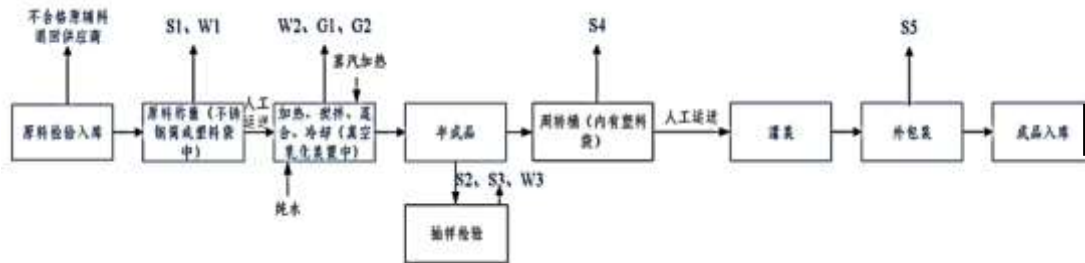 不合格原辅料
退回供应商
S1、W1
W2、G1、G2
蒸汽加热
S4
S5
原料检验入库
原料称量（不锈
钢筒或塑料袋
中）
人工
运送
加热、搅拌、混
合、冷却（真空
乳化装置中）
半成品
周转桶（内有塑料
袋）
人工运送
灌装
外包装
成品入库
纯水
S2、S3、W3
抽样检验